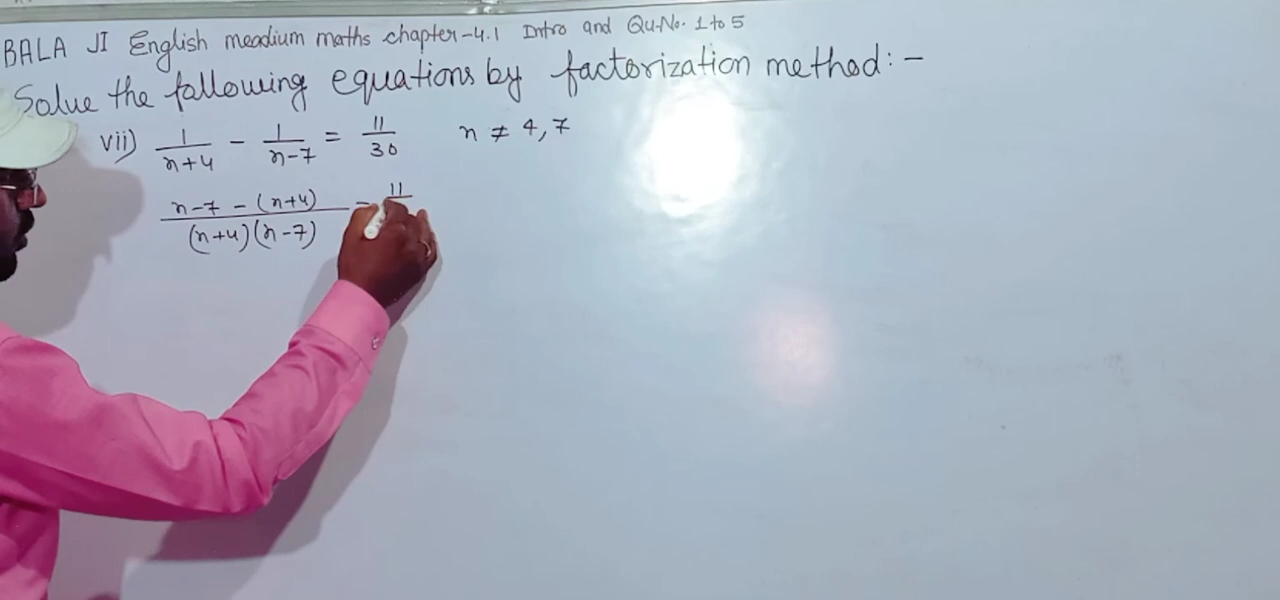 BALA JI English meadium maths chapter-4.1 Intro and Qu.No. 1 to 5
Solve the following equations by factorization method:-
vii) 1/(x+4) - 1/(x-7) = 11/30 x ≠ 4, 7
(x-7 - (x+4))/((x+4)(x-7)) = 11